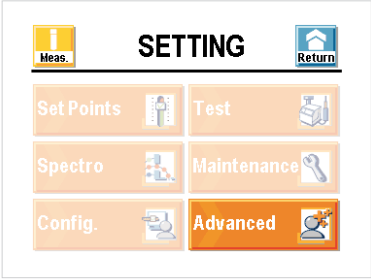 SETTING
Meas.
Return
Set Points
Test
Spectro
Maintenance
Config.
Advanced